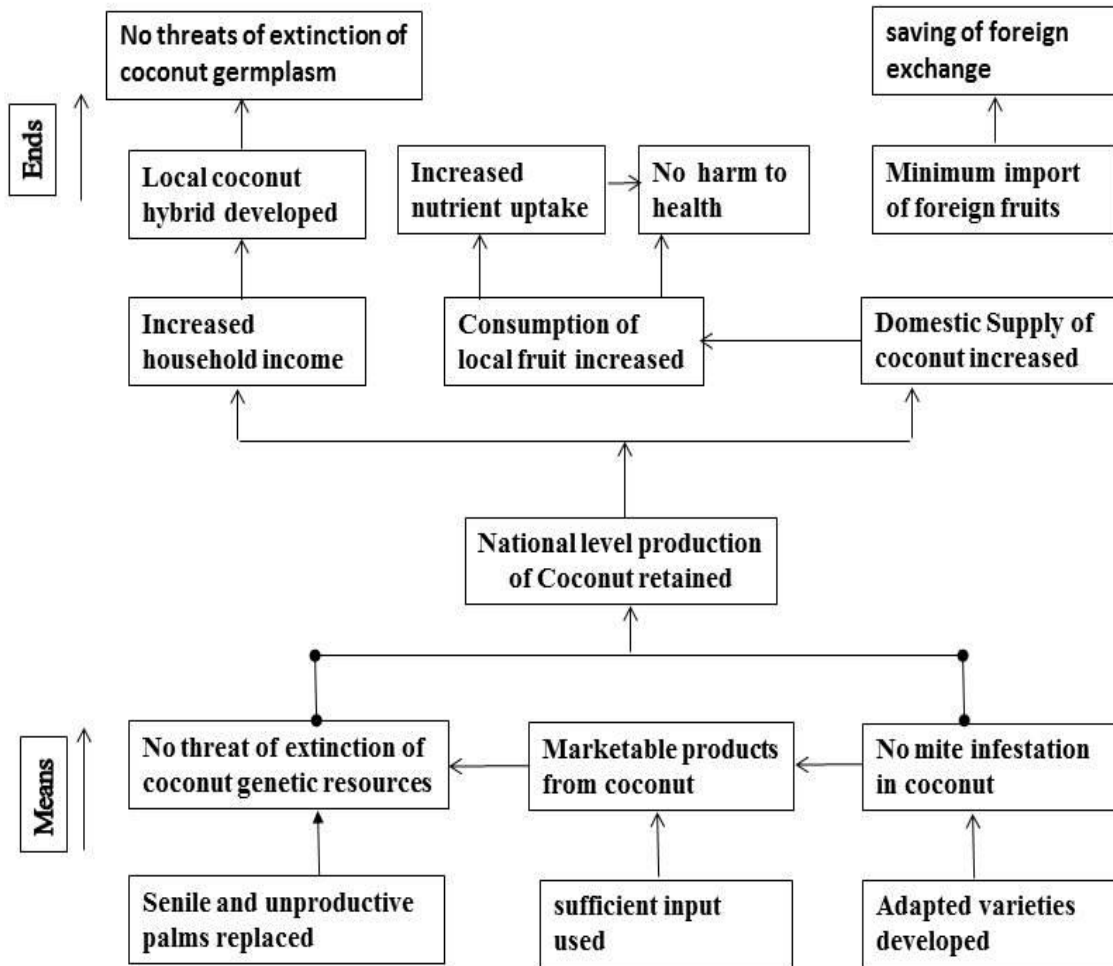 No threats of extinction of
coconut germplasm
saving of foreign
exchange
Ends
Local coconut
hybrid developed
Increased
nutrient uptake
No harm to
health
Minimum import
of foreign fruits
Increased
household income
Consumption of
local fruit increased
Domestic Supply of
coconut increased
National level production
of Coconut retained
Means
No threat of extinction of
coconut genetic resources
Marketable products
from coconut
No mite infestation
in coconut
Senile and unproductive
palms replaced
sufficient input
used
Adapted varieties
developed